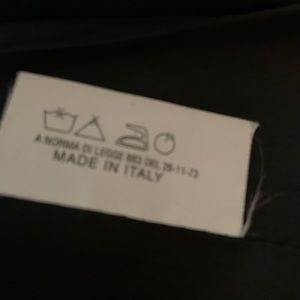 A NORMA DI LEGGE 883 DEL 26-11-73
MADE IN ITALY